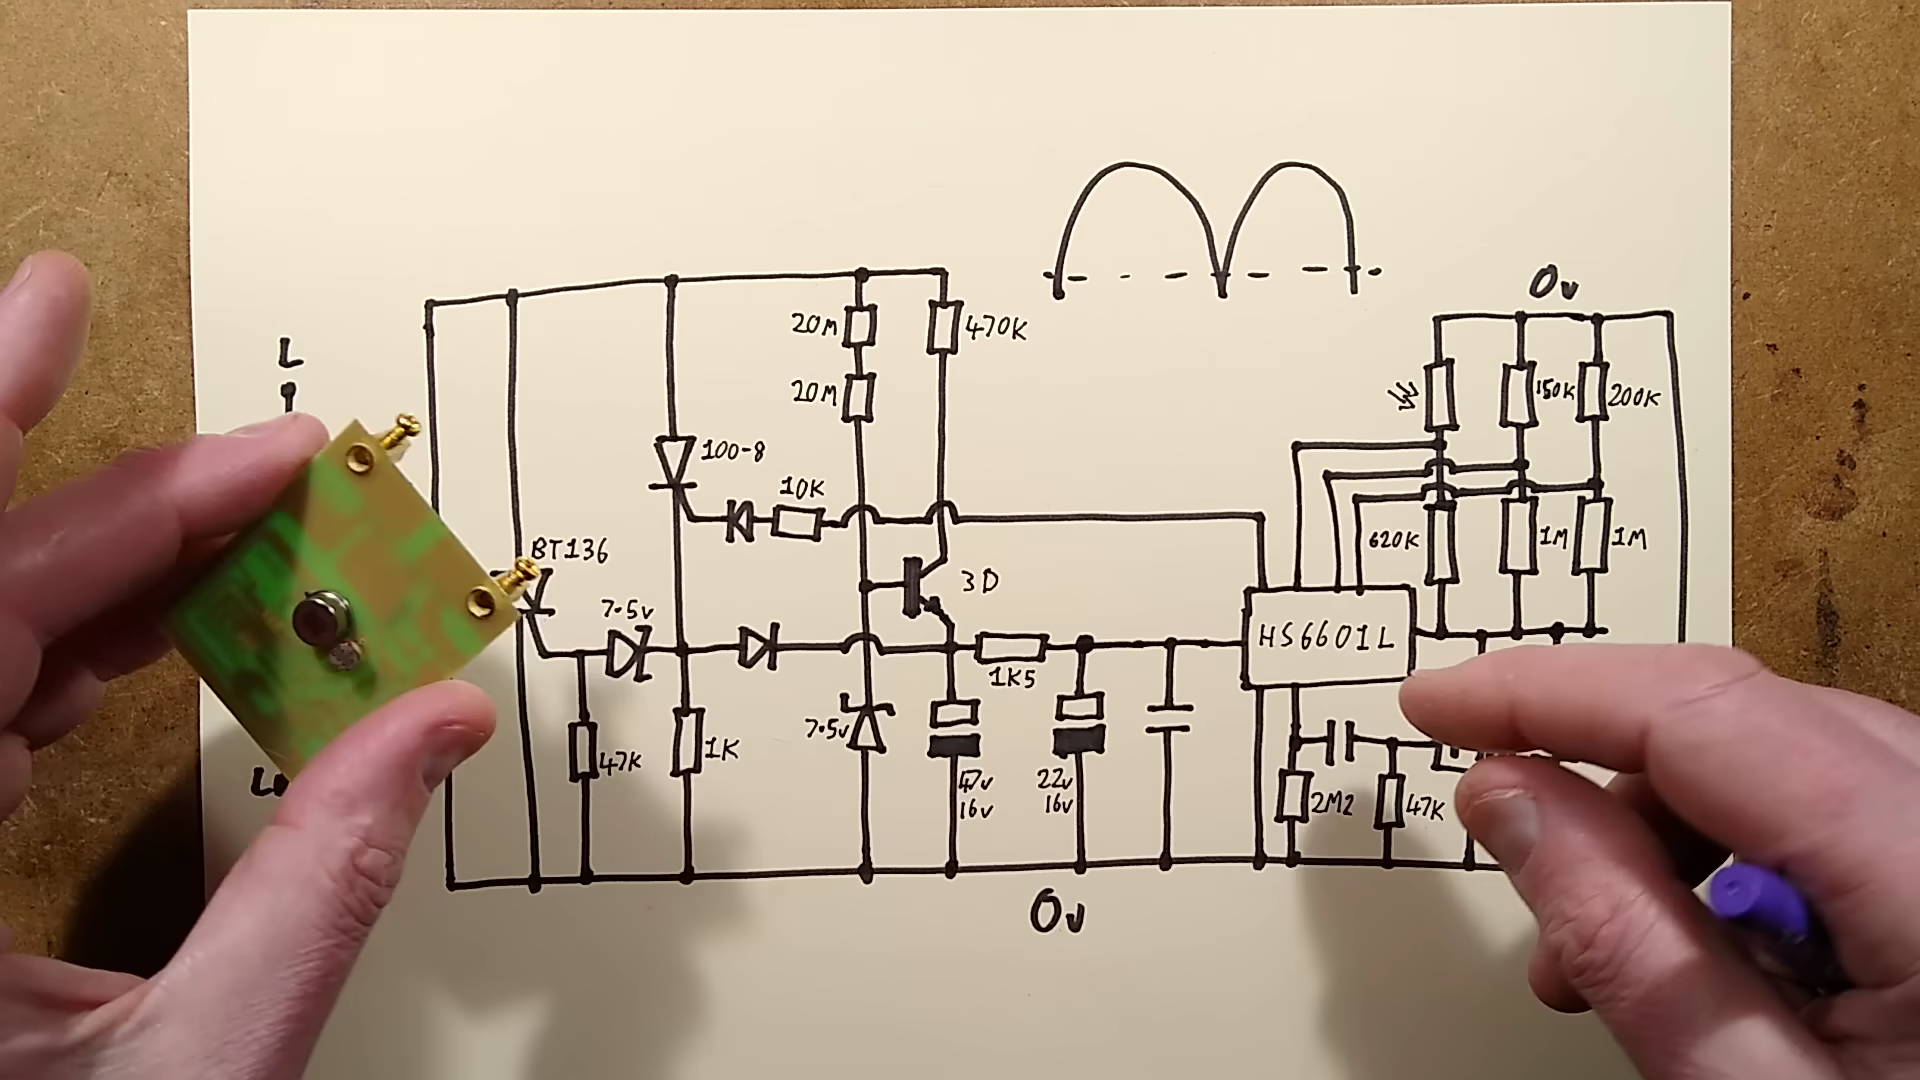 0v
L
20M
470K
20M
150K
200K
100-8
10K
BT136
620K
1M
1M
3D
7.5v
HS6601L
1K5
7.5v
47K
1K
47v
16v
22v
16v
2M2
47K
0v